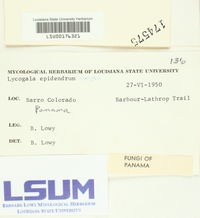 Louisiana State University Herbarium
LSU00176321
174575
136
MYCOLOGICAL HERBARIUM OF LOUISIANA STATE UNIVERSITY
Lycogala epidendrum
27-VI-1950
LOC. Barro Colorado Barbour-Lathrop Trail
Panama
LEG. B. Lowy
DET. B. Lowy
LSUM
BERNARD LOWY MYCOLOGICAL HERBARIUM
LOUISIANA STATE UNIVERSITY
FUNGI OF
PANAMA